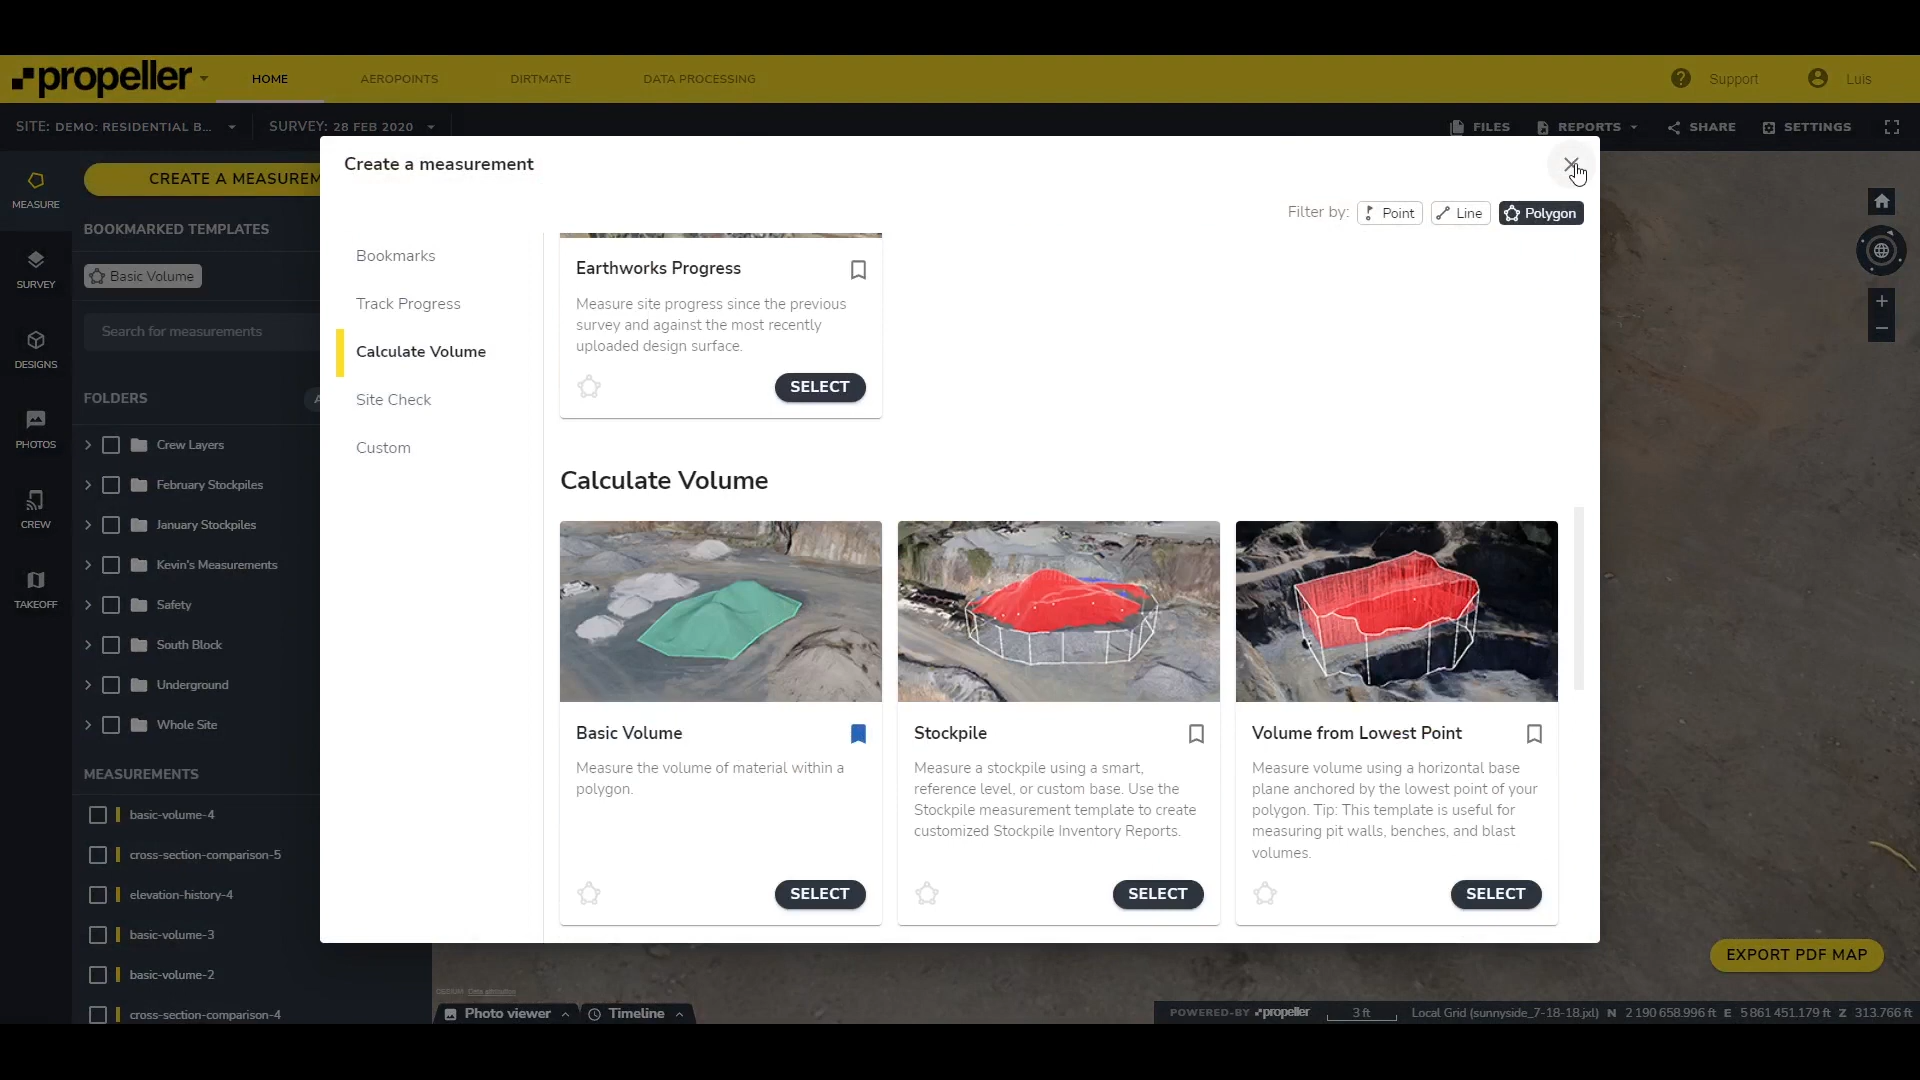 propeller
HOME
AEROPOINTS
DIRTMATE
DATA PROCESSING
Support
Luis
SITE: DEMO: RESIDENTIAL B...
SURVEY: 28 FEB 2020
FILES
REPORTS
SHARE
SETTINGS
MEASURE
SURVEY
DESIGNS
PHOTOS
CREW
TAKEOFF
CREATE A MEASUREM
BOOKMARKED TEMPLATES
Basic Volume
Search for measurements
FOLDERS
A
Crew Layers
February Stockpiles
January Stockpiles
Kevin's Measurements
Safety
South Block
Underground
Whole Site
MEASUREMENTS
basic-volume-4
cross-section-comparison-5
elevation-history-4
basic-volume-3
basic-volume-2
cross-section-comparison-4
Create a measurement
Filter by: Point Line Polygon
Bookmarks
Track Progress
Calculate Volume
Site Check
Custom
Earthworks Progress
Measure site progress since the previous
survey and against the most recently
uploaded design surface.
SELECT
Calculate Volume
Basic Volume
Measure the volume of material within a
polygon.
SELECT
Stockpile
Measure a stockpile using a smart,
reference level, or custom base. Use the
Stockpile measurement template to create
customized Stockpile Inventory Reports.
SELECT
Volume from Lowest Point
Measure volume using a horizontal base
plane anchored by the lowest point of your
polygon. Tip: This template is useful for
measuring pit walls, benches, and blast
volumes.
SELECT
EXPORT PDF MAP
CESIUM Data attribution
Photo viewer
Timeline
POWERED-BY propeller
3 ft
Local Grid (sunnyside_7-18-18.jxl) N 2 190 658.996 ft E 5 861 451.179 ft Z 313.766 ft